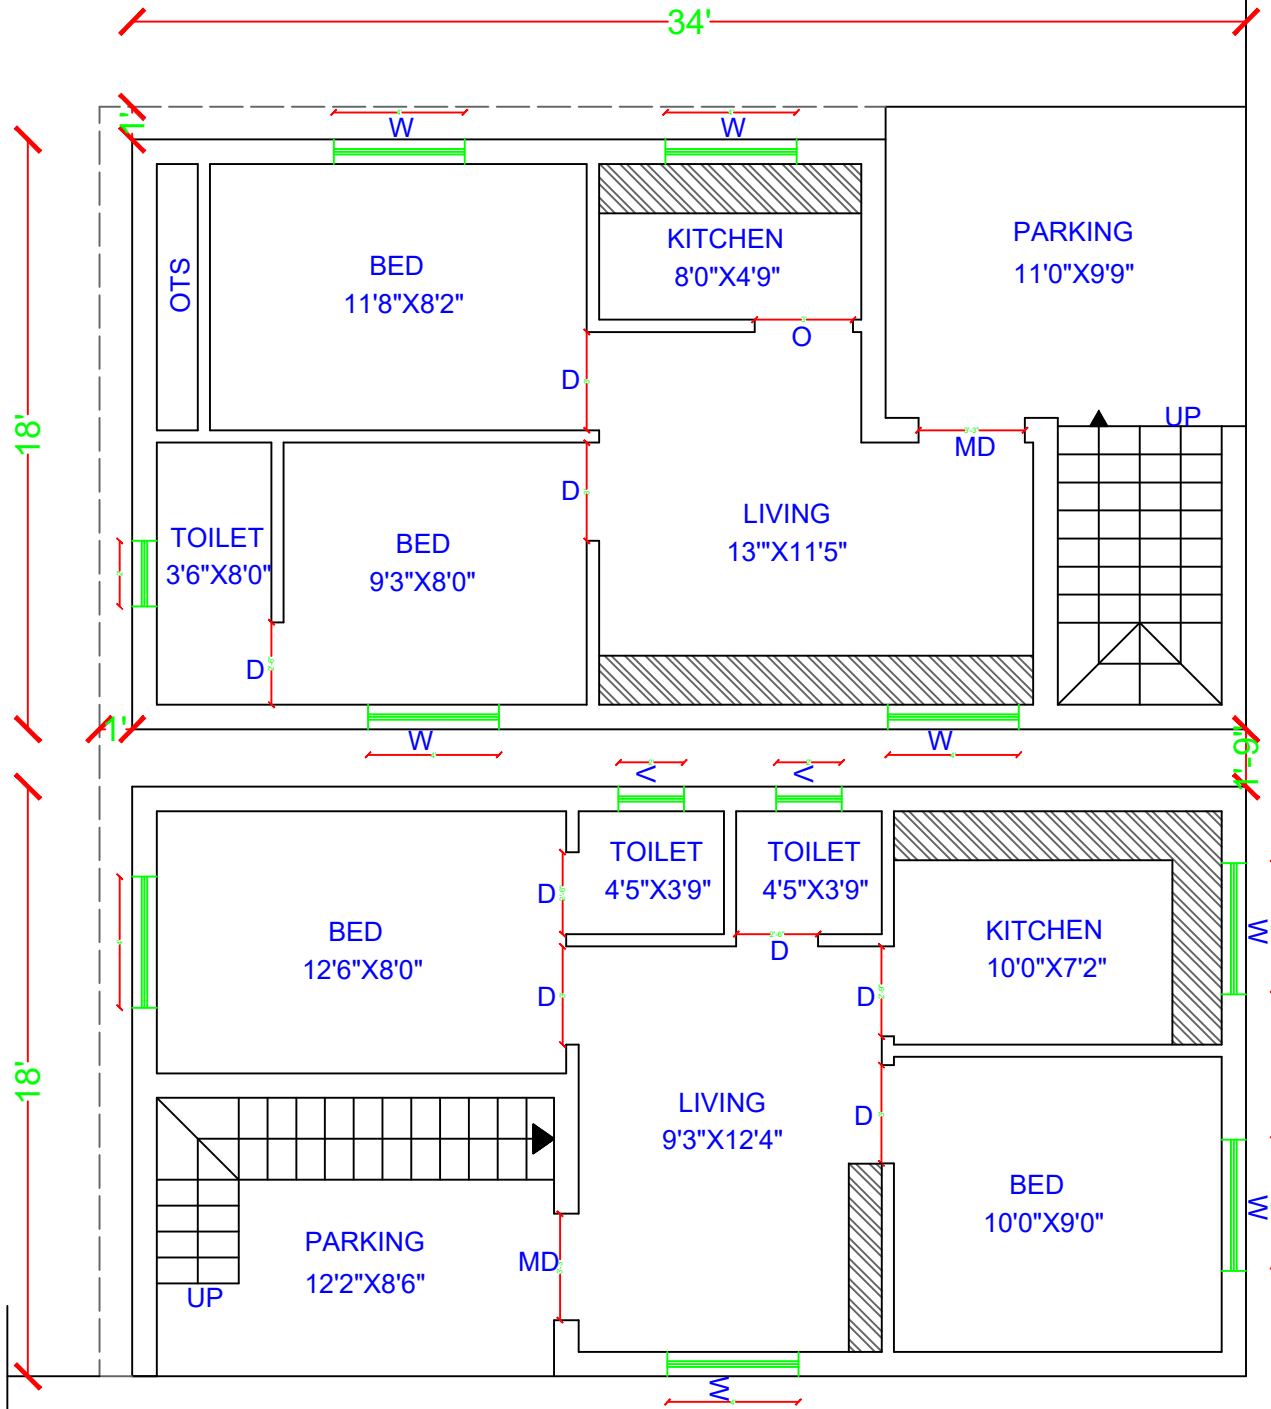 34'
1'
W
W
OTS
BED
11'8"X8'2"
KITCHEN
8'0"X4'9"
PARKING
11'0"X9'9"
O
D
UP
MD
18'
D
TOILET
3'6"X8'0"
BED
9'3"X8'0"
LIVING
13'"X11'5"
D
1'
W
W
1'-9"
V
V
TOILET
4'5"X3'9"
TOILET
4'5"X3'9"
D
BED
12'6"X8'0"
D
KITCHEN
10'0"X7'2"
W
D
D
18'
LIVING
9'3"X12'4"
D
BED
10'0"X9'0"
W
PARKING
12'2"X8'6"
MD
UP
W